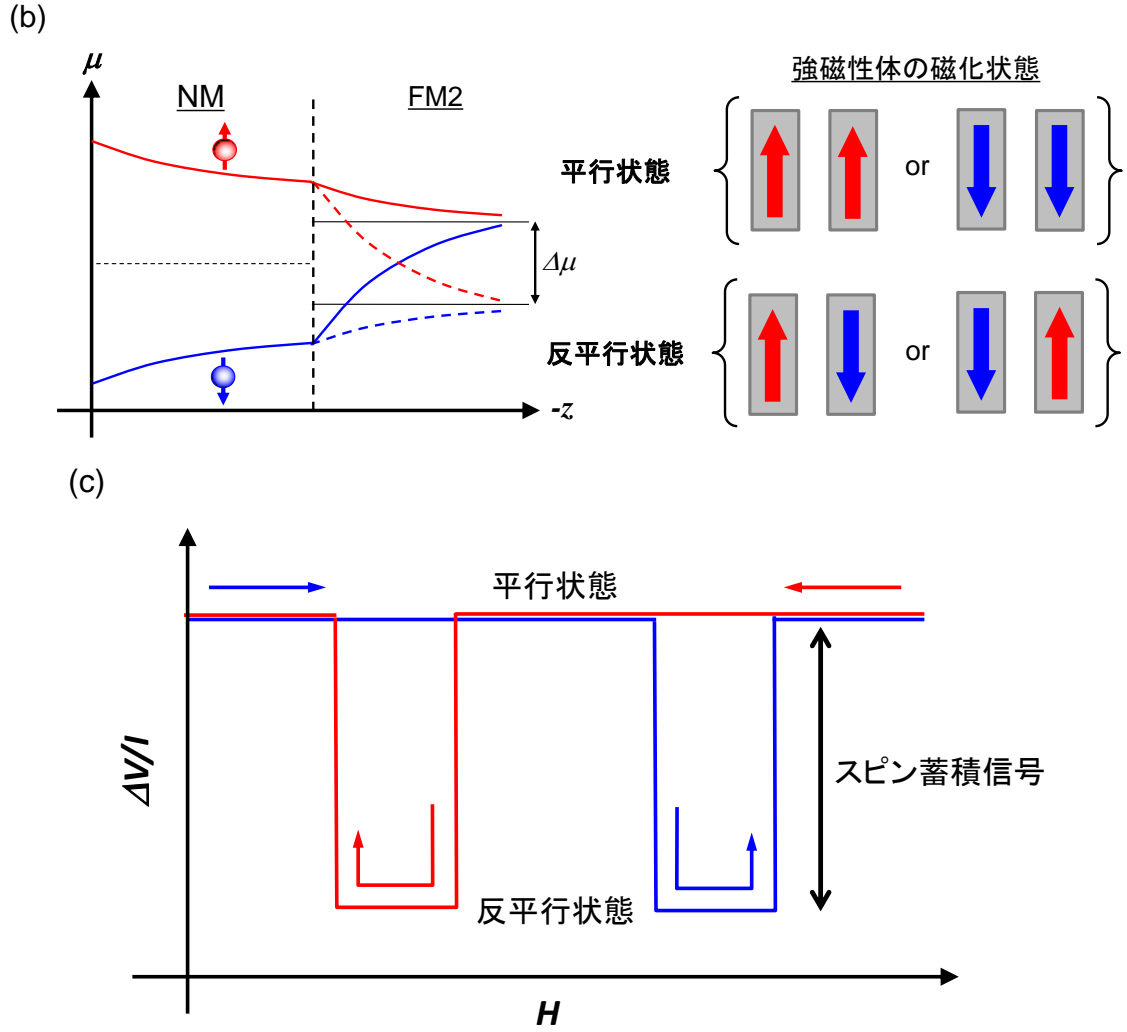 (b)
μ
NM
FM2
Δμ
-z
強磁性体の磁化状態
平行状態
or
反平行状態
or
(c)
平行状態
ΔV/I
スピン蓄積信号
反平行状態
H